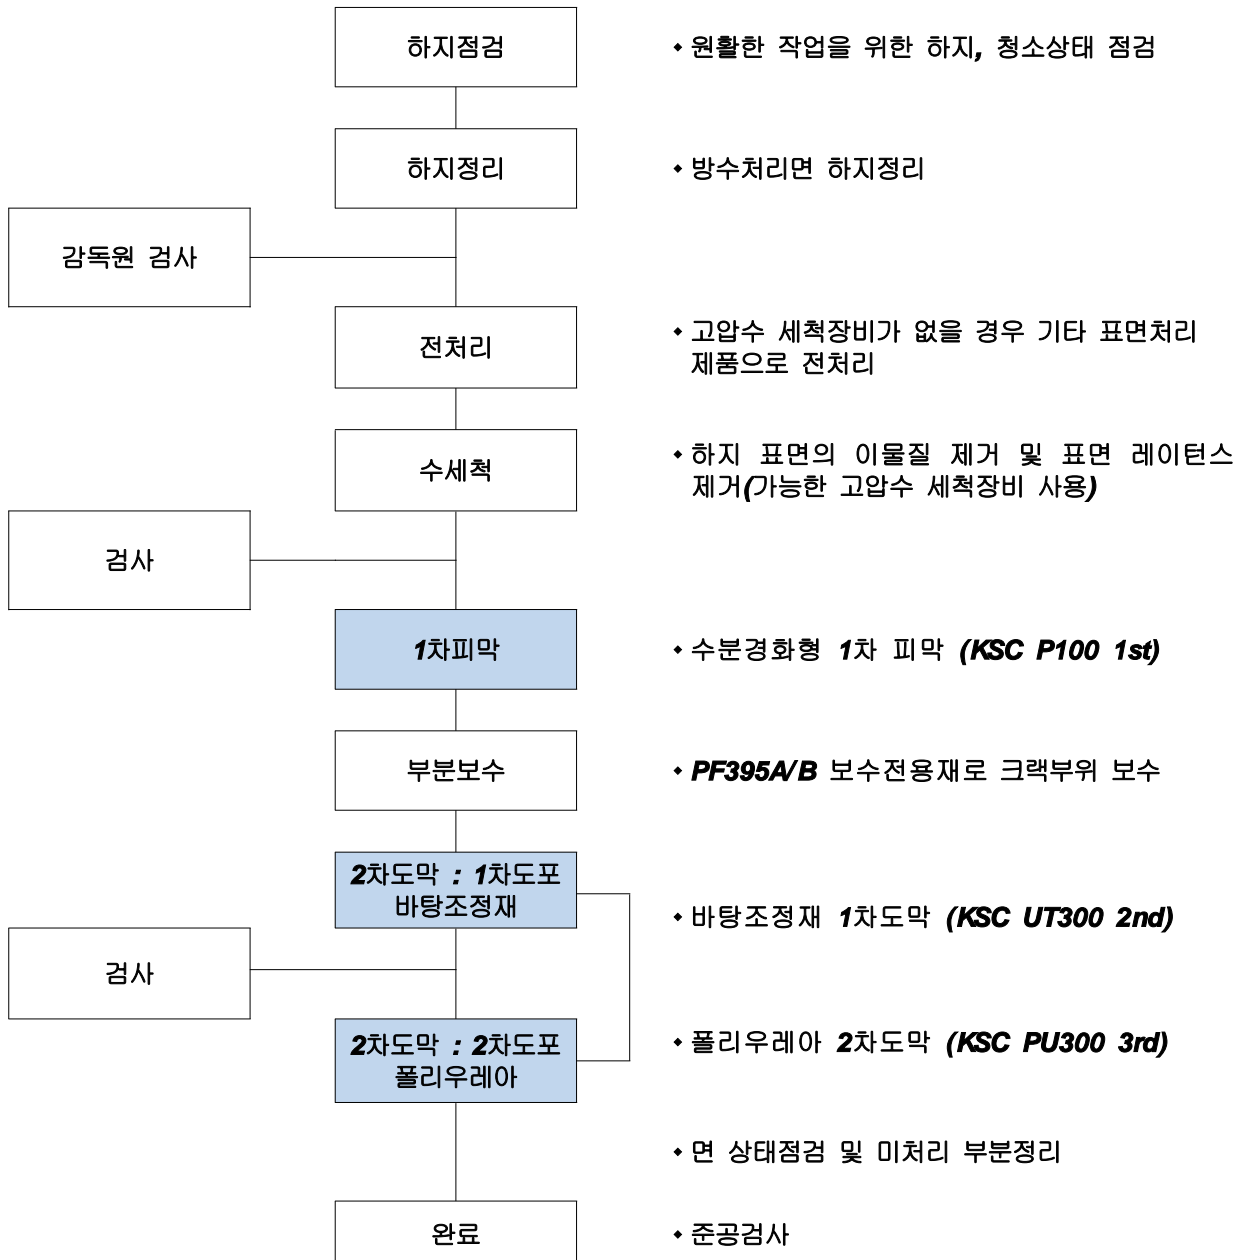 하지점검
◆ 원활한 작업을 위한 하지, 청소상태 점검
하지정리
◆ 방수처리면 하지정리
감독원 검사
전처리
◆ 고압수 세척장비가 없을 경우 기타 표면처리
제품으로 전처리
수세척
◆ 하지 표면의 이물질 제거 및 표면 레이턴스
제거(가능한 고압수 세척장비 사용)
검사
1차피막
◆ 수분경화형 1차 피막 (KSC P100 1st)
부분보수
◆ PF395A/B 보수전용재로 크랙부위 보수
2차도막 : 1차도포
바탕조정재
◆ 바탕조정재 1차도막 (KSC UT300 2nd)
검사
2차도막 : 2차도포
폴리우레아
◆ 폴리우레아 2차도막 (KSC PU300 3rd)
◆ 면 상태점검 및 미처리 부분정리
완료
◆ 준공검사